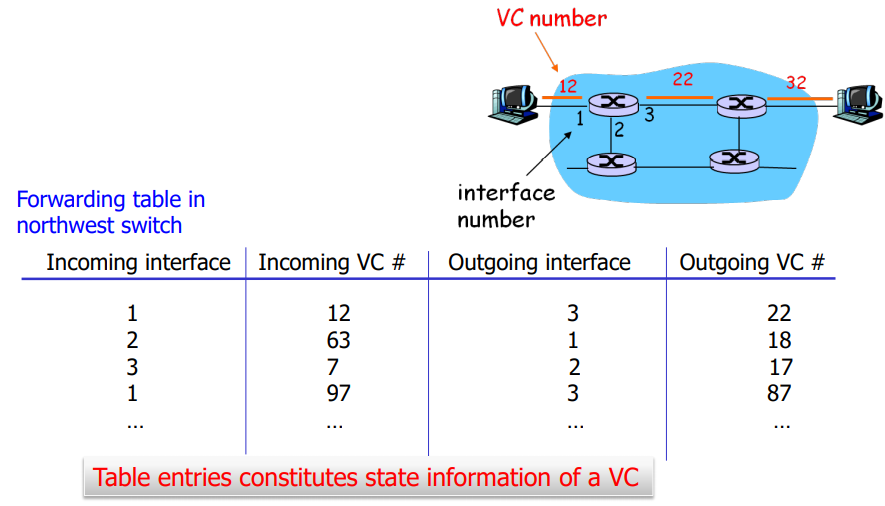 VC number
12
22
32
1
3
2
interface
number
Forwarding table in
northwest switch
Incoming interface Incoming VC # Outgoing interface Outgoing VC #
1 12 3 22
2 63 1 18
3 7 2 17
1 97 3 87
... ... ... ...
Table entries constitutes state information of a VC